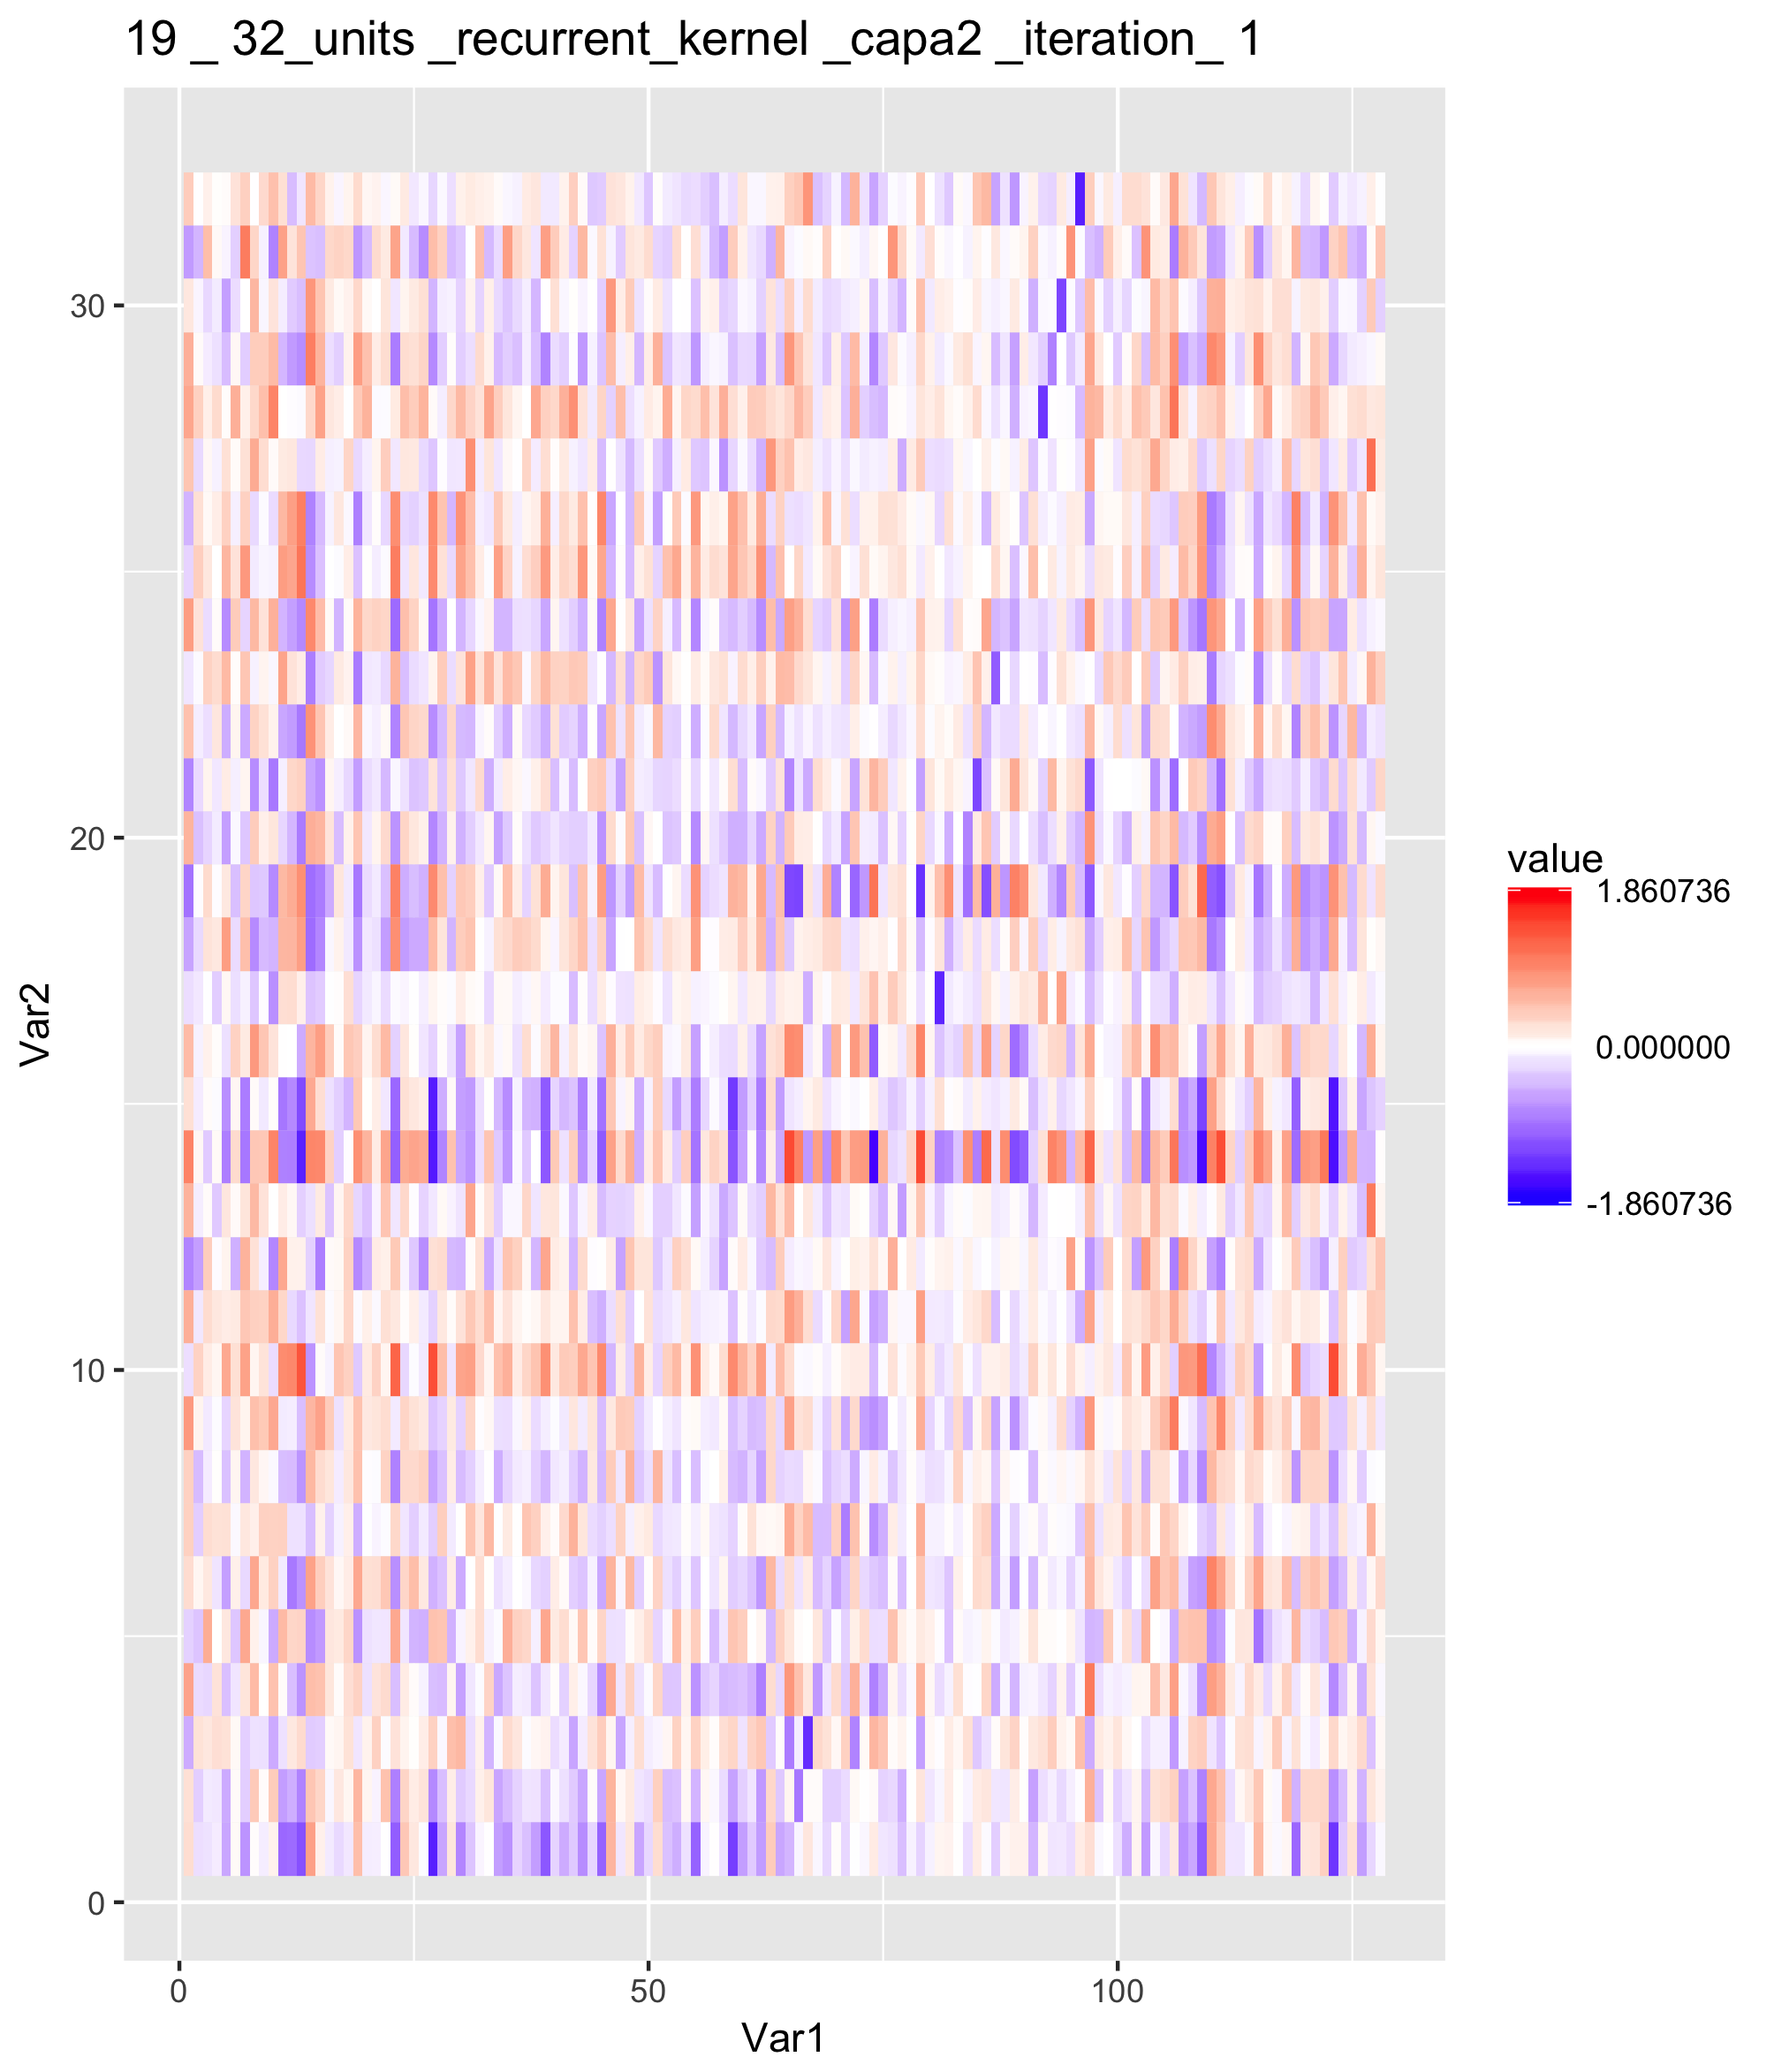 19 _ 32_units _recurrent_kernel _capa2 _iteration_ 1
30
20
10
0
0
50
100
Var1
Var2
value
1.860736
0.000000
-1.860736